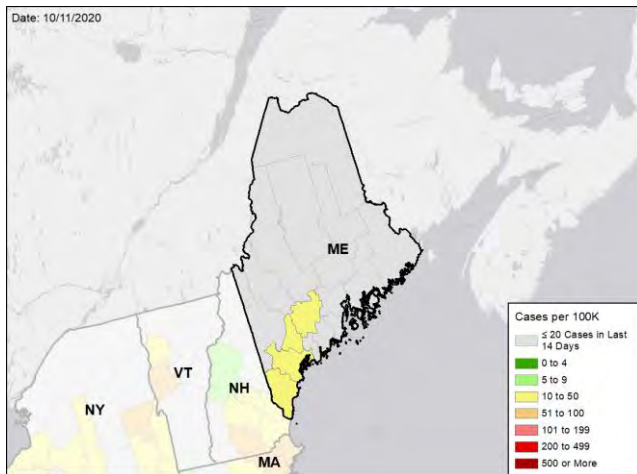 Date: 10/11/2020
ME
VT
NH
NY
MA
Cases per 100K
≤ 20 Cases in Last
14 Days
0 to 4
5 to 9
10 to 50
51 to 100
101 to 199
200 to 499
500 or More